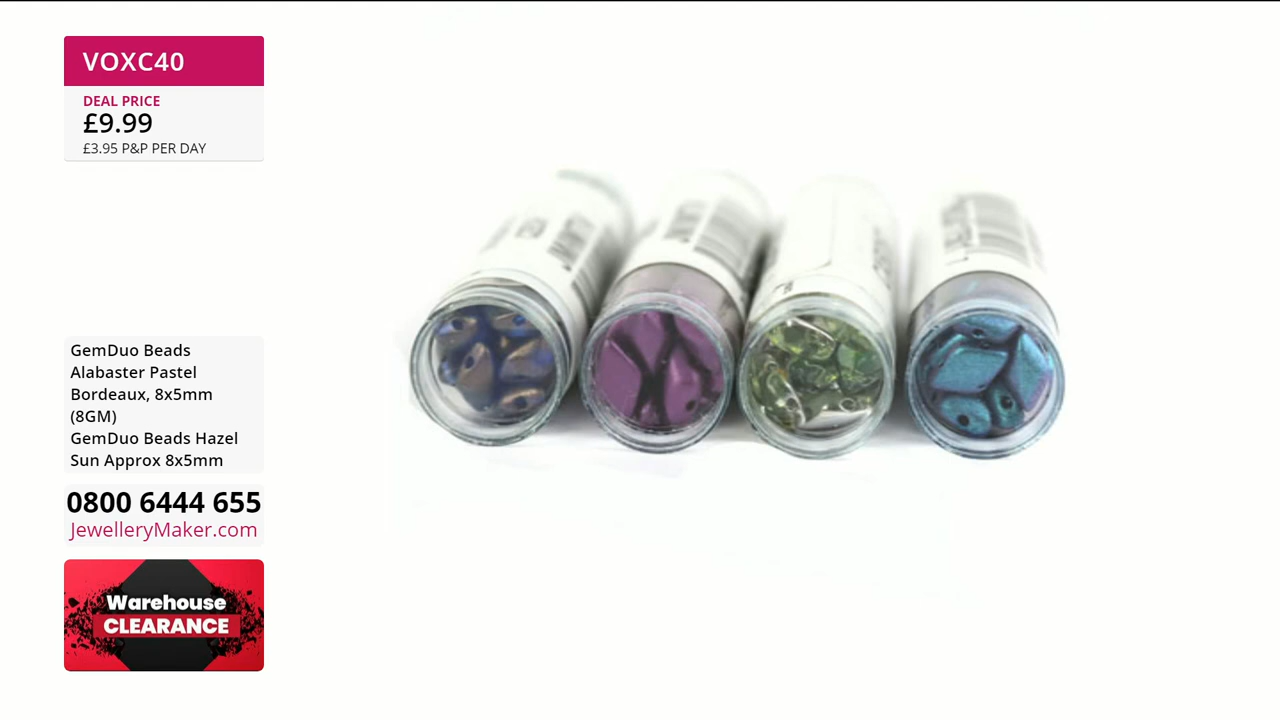 VOXC40
DEAL PRICE
£9.99
£3.95 P&P PER DAY
GemDuo Beads
Alabaster Pastel
Bordeaux, 8x5mm
(8GM)
GemDuo Beads Hazel
Sun Approx 8x5mm
0800 6444 655
JewelleryMaker.com
Warehouse
CLEARANCE